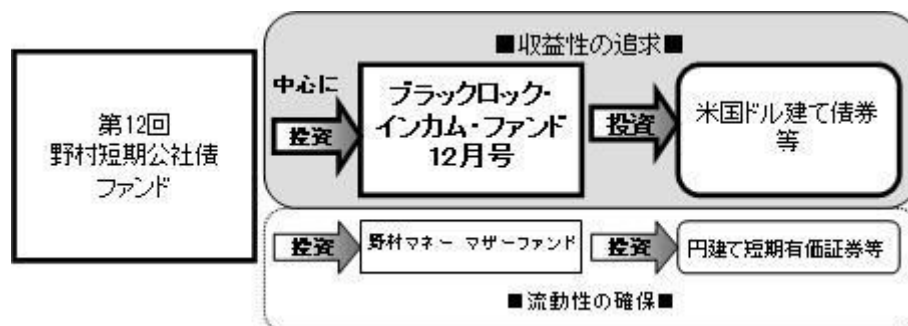 ■収益性の追求■
第12回
野村短期公社債
ファンド
中心に
投資
ブラックロック・
インカム・ファンド
12月号
投資
米国ドル建て債券
等
投資
野村マネー マザーファンド
投資
円建て短期有価証券等
■流動性の確保■